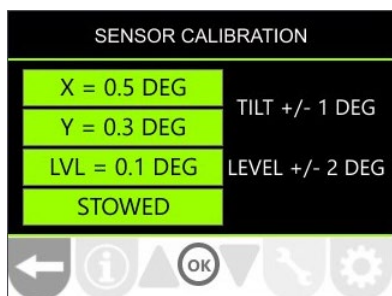 SENSOR CALIBRATION
X = 0.5 DEG
Y = 0.3 DEG
TILT +/- 1 DEG
LVL = 0.1 DEG
LEVEL +/- 2 DEG
STOWED
OK